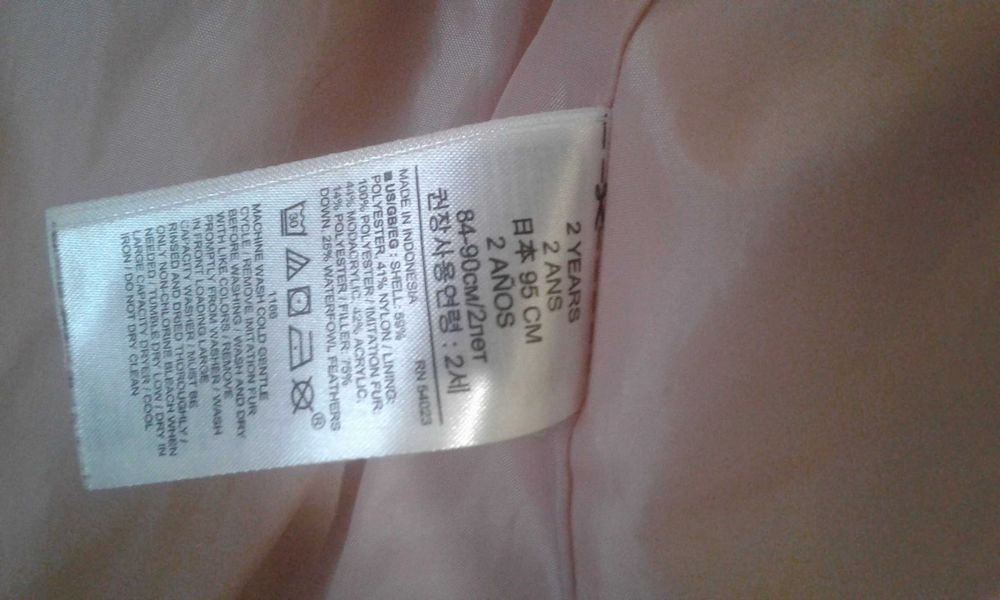 2 YEARS
2 ANS
日本 95 CM
2 AÑOS
84-90CM/2лет
권장사용연령 : 2세
RN 54023
MADE IN INDONESIA
US/GB/EG : SHELL: 59%
POLYESTER, 41% NYLON / LINING:
100% POLYESTER / IMITATION FUR:
44% MODACRYLIC, 42% ACRYLIC,
14% POLYESTER / FILLER: 75%
DOWN, 25% WATERFOWL FEATHERS
30
®
1168
MACHINE WASH COLD GENTLE
CYCLE / REMOVE IMITATION FUR
BEFORE WASHING / WASH AND DRY
WITH LIKE COLORS / REMOVE
PROMPTLY FROM WASHER / WASH
IN FRONT LOADING LARGE
CAPACITY WASHER / MUST BE
RINSED AND DRIED THOROUGHLY /
ONLY NON-CHLORINE BLEACH WHEN
NEEDED / TUMBLE DRY LOW / DRY IN
LARGE CAPACITY DRYER / COOL
IRON / DO NOT DRY CLEAN